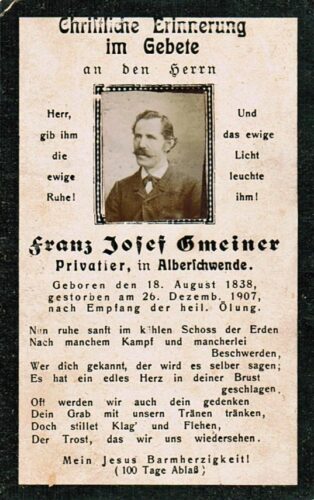 Christliche Erinnerung
im Gebete
an den Herrn
Herr,
gib ihm
die
ewige
Ruhe!
Und
das ewige
Licht
leuchte
ihm!
Franz Josef Gmeiner
Privatier, in Alberschwende.
Geboren den 18. August 1838,
gestorben am 26. Dezemb. 1907,
nach Empfang der heil. Ölung.
Nun ruhe sanft im kühlen Schoss der Erden
Nach manchem Kampf und mancherlei
Beschwerden,
Wer dich gekannt, der wird es selber sagen;
Es hat ein edles Herz in deiner Brust
geschlagen.
Oft werden wir auch dein gedenken
Dein Grab mit unsern Tränen tränken,
Doch stillet Klag' und Flehen,
Der Trost, das wir uns wiedersehen.
Mein Jesus Barmherzigkeit!
(100 Tage Ablaß)